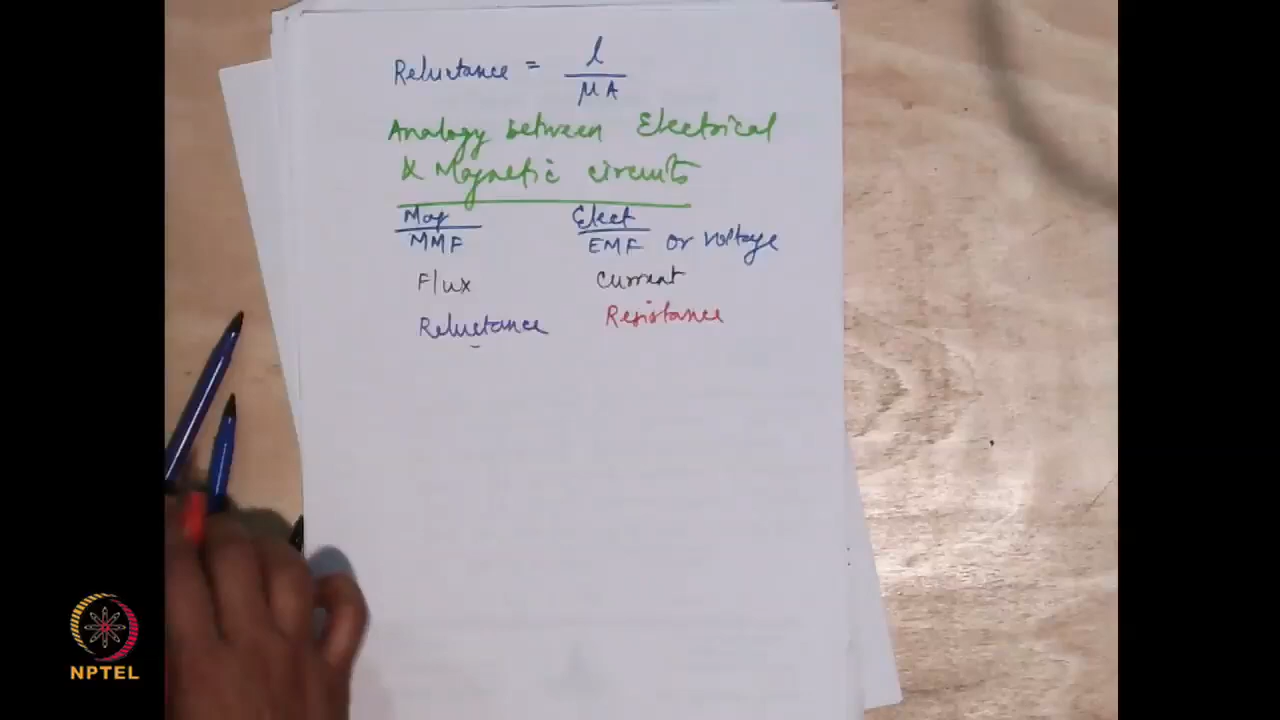 Reluctance = l / μA
Analogy between Electrical
& Magnetic circuits
Mag Elect
MMF EMF or voltage
Flux Current
Reluctance Resistance
NPTEL